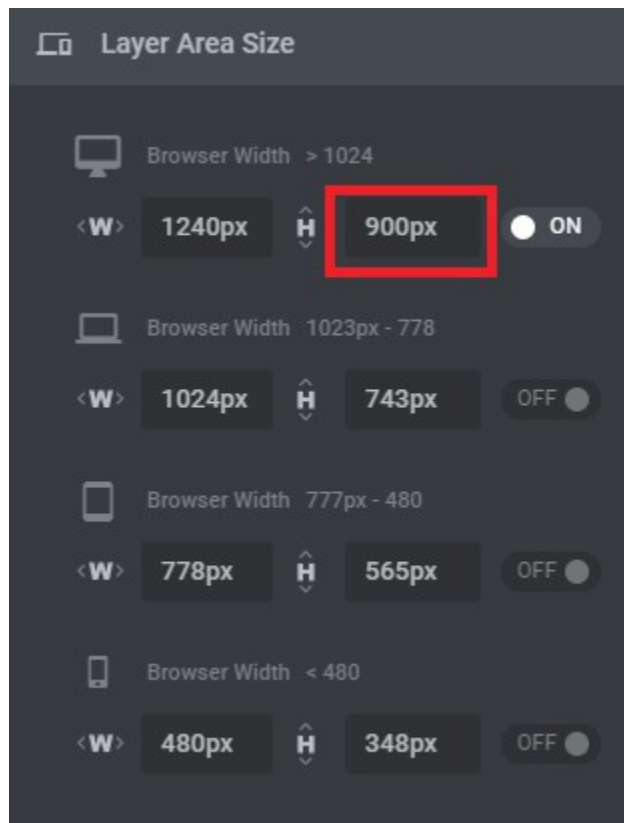 Layer Area Size
Browser Width > 1024
<W> 1240px H 900px ON
Browser Width 1023px - 778
<W> 1024px H 743px OFF
Browser Width 777px - 480
<W> 778px H 565px OFF
Browser Width < 480
<W> 480px H 348px OFF